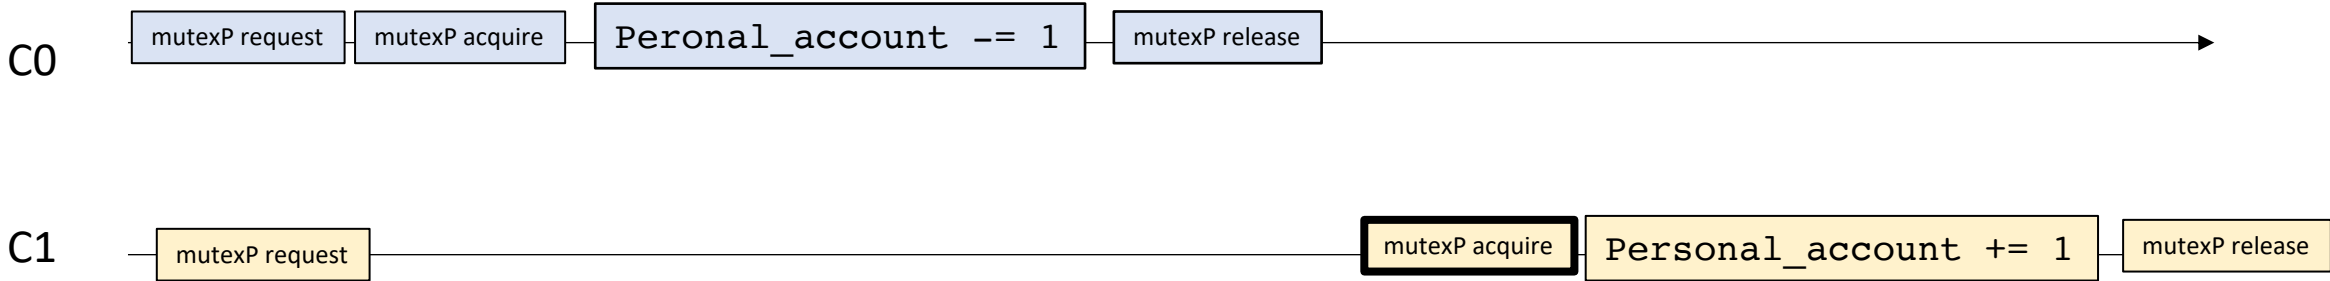 C0 mutexP request mutexP acquire Peronal_account -= 1 mutexP release
C1 mutexP request mutexP acquire Personal_account += 1 mutexP release